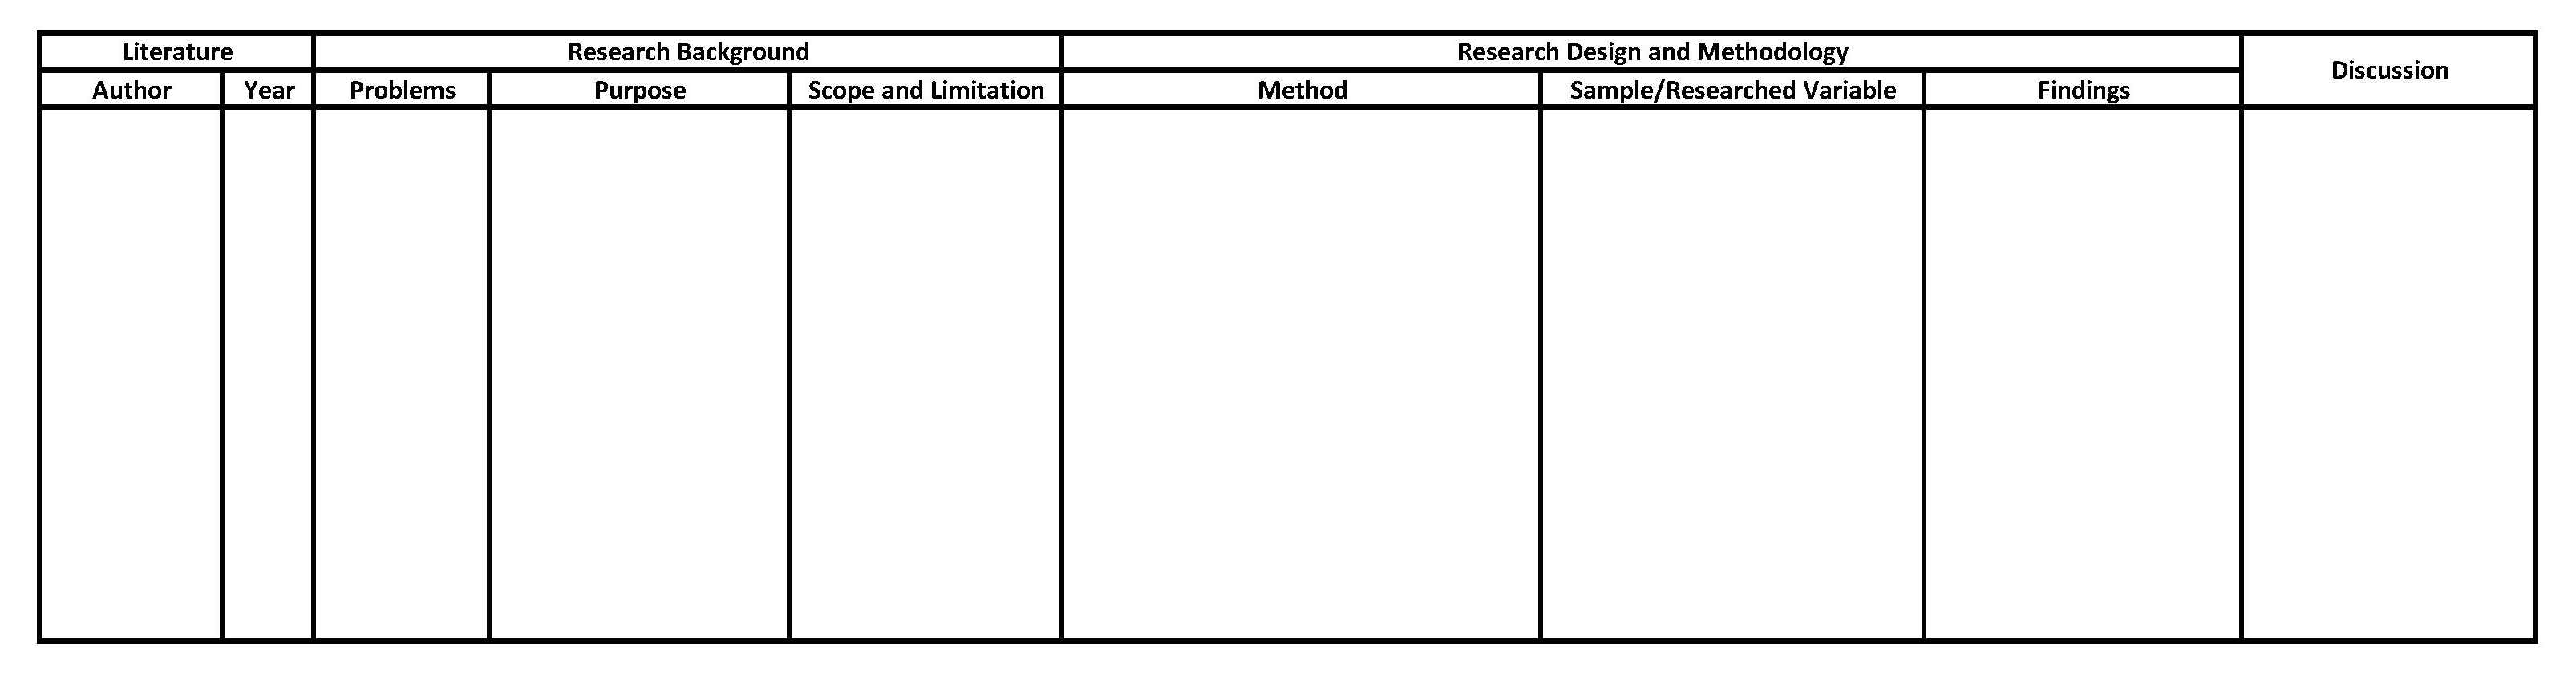 Literature Research Background Research Design and Methodology Discussion
Author Year Problems Purpose Scope and Limitation Method Sample/Researched Variable Findings